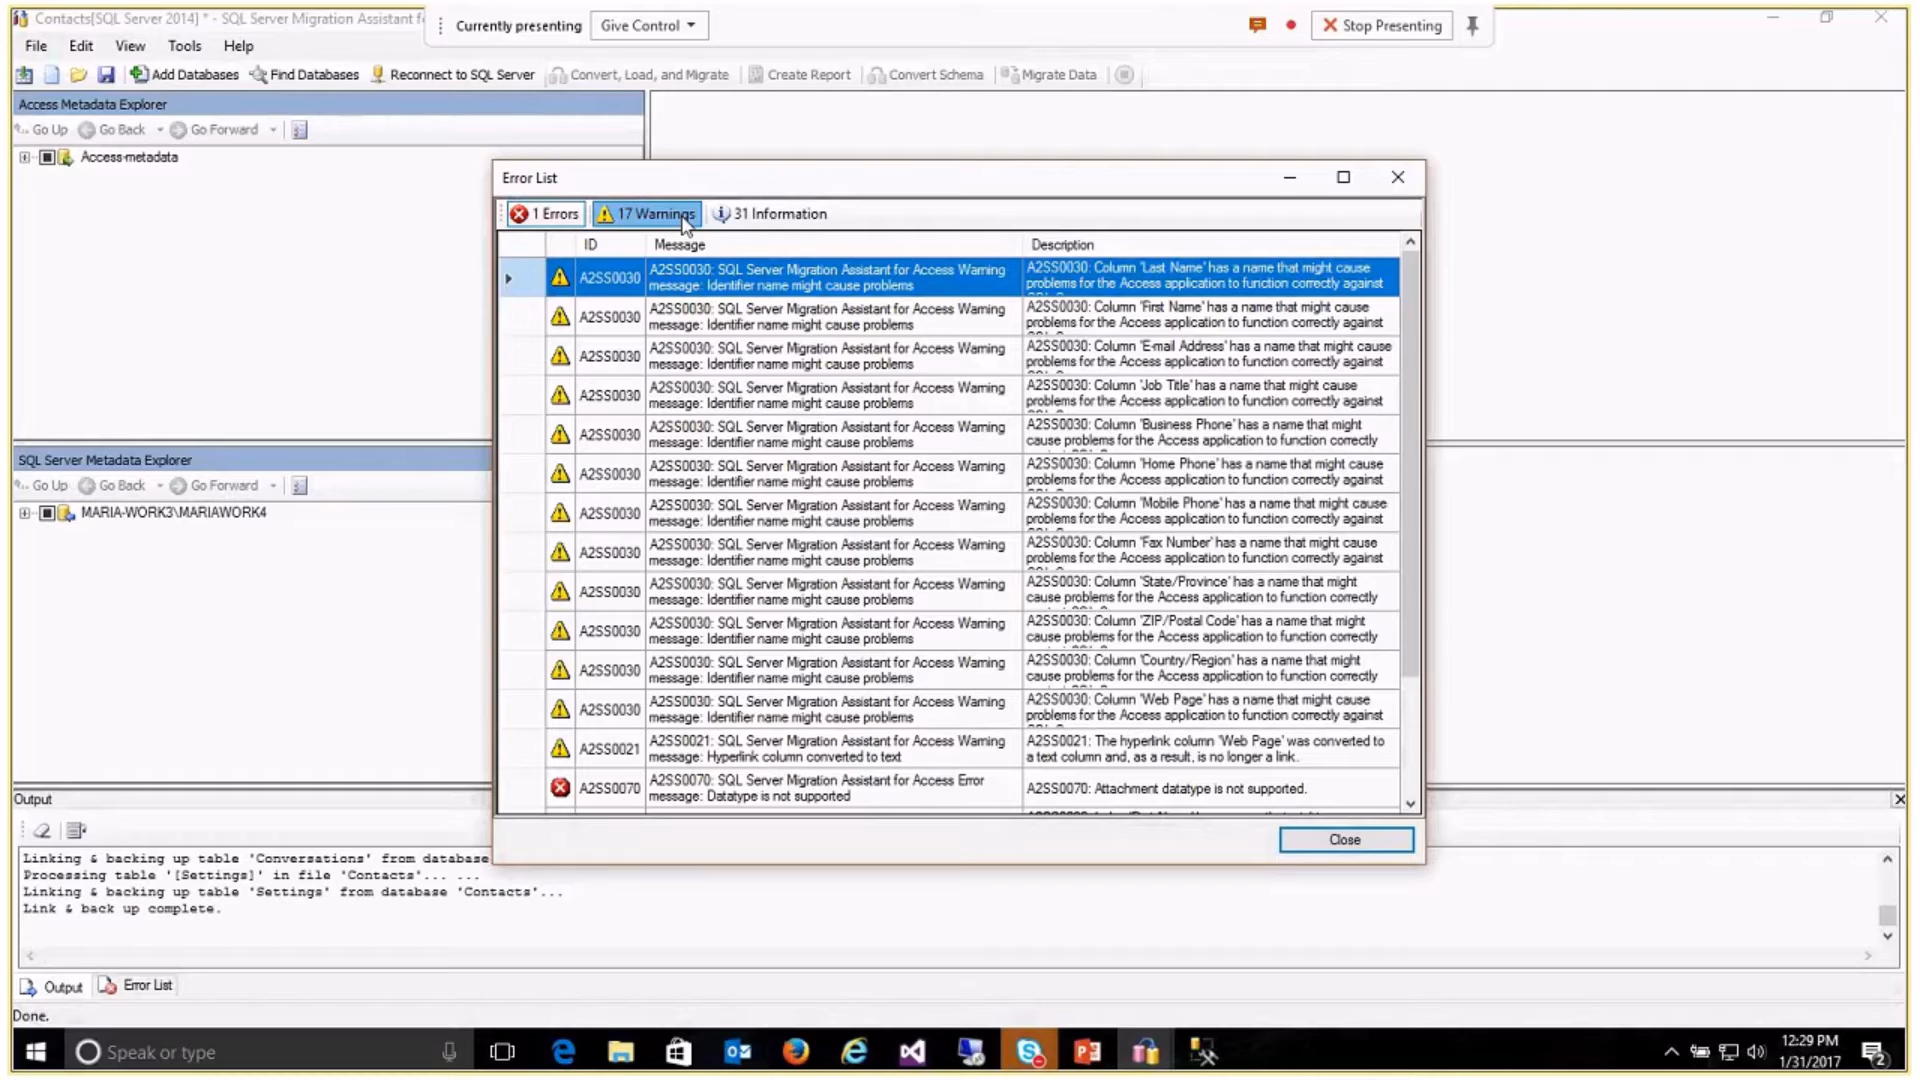 Contacts[SQL Server 2014] * - SQL Server Migration Assistant f
Currently presenting
Give Control
Stop Presenting
File Edit View Tools Help
Add Databases Find Databases Reconnect to SQL Server Convert, Load, and Migrate Create Report Convert Schema Migrate Data
Access Metadata Explorer
Go Up Go Back Go Forward
Access-metadata
Error List
1 Errors 17 Warnings 31 Information
ID Message Description
A2SS0030 A2SS0030: SQL Server Migration Assistant for Access Warning A2SS0030: Column 'Last Name' has a name that might cause
message: Identifier name might cause problems problems for the Access application to function correctly against
A2SS0030 A2SS0030: SQL Server Migration Assistant for Access Warning A2SS0030: Column 'First Name' has a name that might cause
message: Identifier name might cause problems problems for the Access application to function correctly against
A2SS0030 A2SS0030: SQL Server Migration Assistant for Access Warning A2SS0030: Column 'E-mail Address' has a name that might cause
message: Identifier name might cause problems problems for the Access application to function correctly against
A2SS0030 A2SS0030: SQL Server Migration Assistant for Access Warning A2SS0030: Column 'Job Title' has a name that might cause
message: Identifier name might cause problems problems for the Access application to function correctly against
A2SS0030 A2SS0030: SQL Server Migration Assistant for Access Warning A2SS0030: Column 'Business Phone' has a name that might
message: Identifier name might cause problems cause problems for the Access application to function correctly
A2SS0030 A2SS0030: SQL Server Migration Assistant for Access Warning A2SS0030: Column 'Home Phone' has a name that might cause
message: Identifier name might cause problems problems for the Access application to function correctly against
A2SS0030 A2SS0030: SQL Server Migration Assistant for Access Warning A2SS0030: Column 'Mobile Phone' has a name that might cause
message: Identifier name might cause problems problems for the Access application to function correctly against
A2SS0030 A2SS0030: SQL Server Migration Assistant for Access Warning A2SS0030: Column 'Fax Number' has a name that might cause
message: Identifier name might cause problems problems for the Access application to function correctly against
A2SS0030 A2SS0030: SQL Server Migration Assistant for Access Warning A2SS0030: Column 'State/Province' has a name that might
message: Identifier name might cause problems cause problems for the Access application to function correctly
A2SS0030 A2SS0030: SQL Server Migration Assistant for Access Warning A2SS0030: Column 'ZIP/Postal Code' has a name that might
message: Identifier name might cause problems cause problems for the Access application to function correctly
A2SS0030 A2SS0030: SQL Server Migration Assistant for Access Warning A2SS0030: Column 'Country/Region' has a name that might
message: Identifier name might cause problems cause problems for the Access application to function correctly
A2SS0030 A2SS0030: SQL Server Migration Assistant for Access Warning A2SS0030: Column 'Web Page' has a name that might cause
message: Identifier name might cause problems problems for the Access application to function correctly against
A2SS0021 A2SS0021: SQL Server Migration Assistant for Access Warning A2SS0021: The hyperlink column 'Web Page' was converted to
message: Hyperlink column converted to text a text column and, as a result, is no longer a link.
A2SS0070 A2SS0070: SQL Server Migration Assistant for Access Error A2SS0070: Attachment datatype is not supported.
message: Datatype is not supported
Close
SQL Server Metadata Explorer
Go Up Go Back Go Forward
MARIA-WORK3\MARIAWORK4
Output
Linking & backing up table 'Conversations' from database
Processing table '[Settings]' in file 'Contacts'... ...
Linking & backing up table 'Settings' from database 'Contacts'...
Link & back up complete.
Output Error List
Done.
Speak or type
12:29 PM
1/31/2017
2